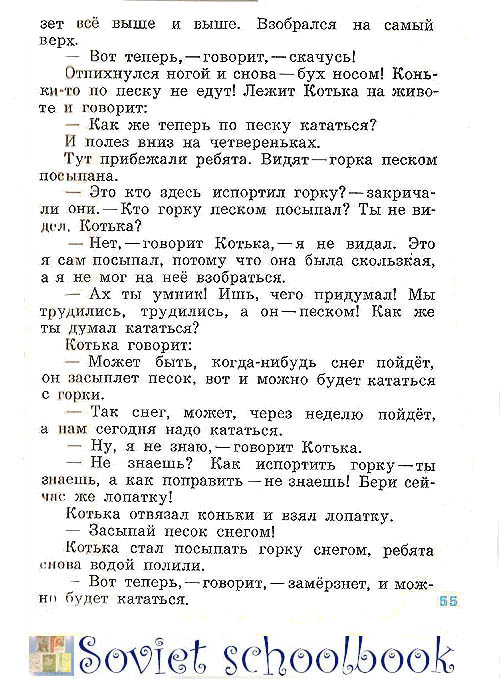 зет всё выше и выше. Взобрался на самый
верх.
— Вот теперь, — говорит, — скачусь!
Отпихнулся ногой и снова — бух носом! Конь-
ки-то по песку не едут! Лежит Котька на живо-
те и говорит:
— Как же теперь по песку кататься?
И полез вниз на четвереньках.
Тут прибежали ребята. Видят — горка песком
посыпана.
— Это кто здесь испортил горку? — закрича-
ли они. — Кто горку песком посыпал? Ты не ви-
дел, Котька?
— Нет, — говорит Котька, — я не видал. Это
я сам посыпал, потому что она была скользкая,
а я не мог на неё взобраться.
— Ах ты умник! Ишь, чего придумал! Мы
трудились, трудились, а он — песком! Как же
ты думал кататься?
Котька говорит:
— Может быть, когда-нибудь снег пойдёт,
он засыплет песок, вот и можно будет кататься
с горки.
— Так снег, может, через неделю пойдёт,
а нам сегодня надо кататься.
— Ну, я не знаю, — говорит Котька.
— Не знаешь? Как испортить горку — ты
знаешь, а как поправить — не знаешь! Бери сей-
час же лопатку!
Котька отвязал коньки и взял лопатку.
— Засыпай песок снегом!
Котька стал посыпать горку снегом, ребята
снова водой полили.
— Вот теперь, — говорят, — замёрзнет, и мож-
но будет кататься.
55
Soviet schoolbook